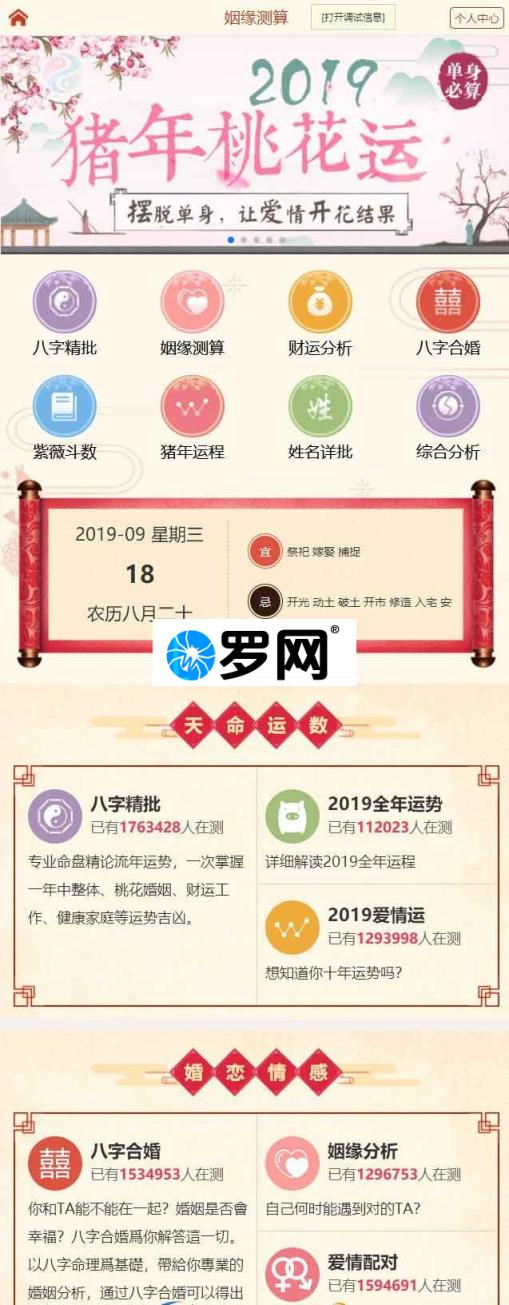 姻缘测算
[打开调试信息]
个人中心
2019
单身
必算
猪年桃花运
摆脱单身，让爱情开花结果
八字精批
姻缘测算
财运分析
囍
八字合婚
紫薇斗数
猪年运程
姓
姓名详批
综合分析
2019-09 星期三
18
农历八月二十
宜
祭祀 嫁娶 捕捉
忌
开光 动土 破土 开市 修造 入宅 安
罗网®
天命运数
八字精批
已有1763428人在测
专业命盘精论流年运势，一次掌握
一年中整体、桃花婚姻、财运工
作、健康家庭等运势吉凶。
2019全年运势
已有112023人在测
详细解读2019全年运程
2019爱情运
已有1293998人在测
想知道你十年运势吗?
婚恋情感
囍
八字合婚
已有1534953人在测
你和TA能不能在一起？婚姻是否會
幸福？八字合婚爲你解答這一切。
以八字命理爲基礎，帶給你專業的
婚姻分析，通过八字合婚可以得出
姻缘分析
已有1296753人在测
自己何时能遇到对的TA?
爱情配对
已有1594691人在测